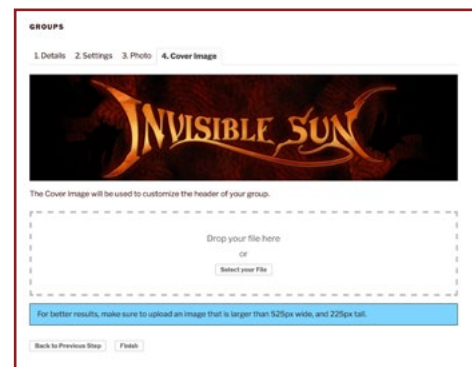 GROUPS
1. Details 2. Settings 3. Photo 4. Cover Image
INVISIBLE SUN
The Cover Image will be used to customize the header of your group.
Drop your file here
or
Select your File
For better results, make sure to upload an image that is larger than 525px wide, and 225px tall.
Back to Previous Step Finish